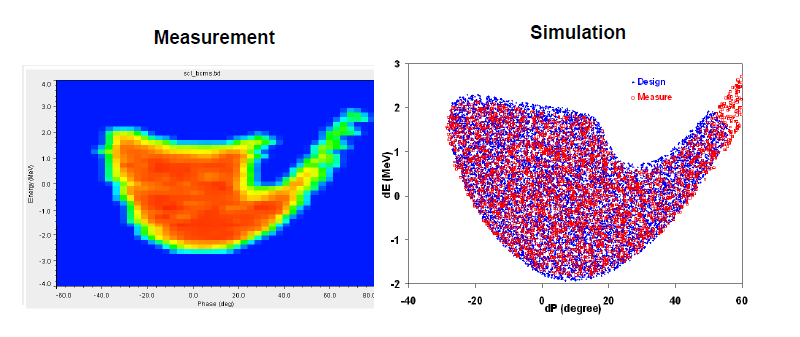 Measurement
Simulation
scl_bcms.txt
4.0
3.0
2.0
1.0
0.0
-1.0
-2.0
-3.0
-4.0
Energy (MeV)
-60.0 -40.0 -20.0 0.0 20.0 40.0 60.0 80.0
Phase (deg)
3
2
1
0
-1
-2
dE (MeV)
Design
Measure
-40 -20 0 20 40 60
dP (degree)